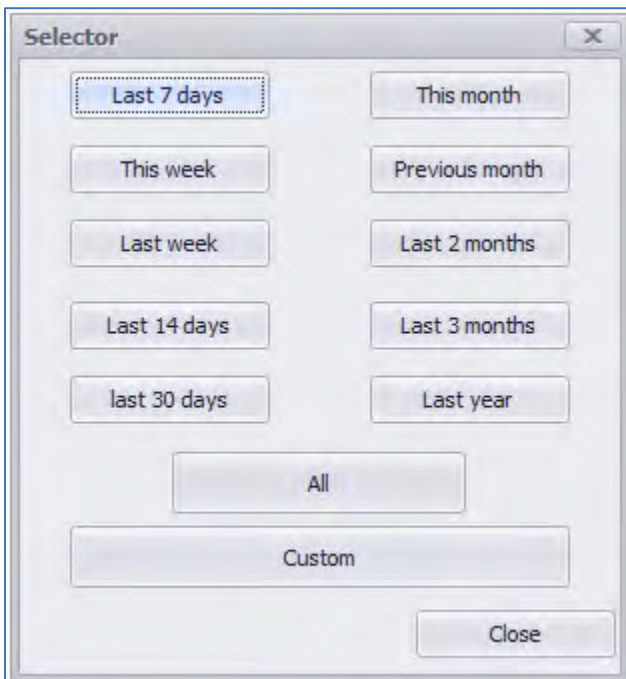 Selector
Last 7 days
This month
This week
Previous month
Last week
Last 2 months
Last 14 days
Last 3 months
last 30 days
Last year
All
Custom
Close